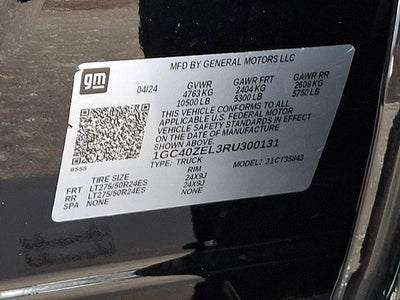 gm
MFD BY GENERAL MOTORS LLC
04/24 GVWR GAWR FRT GAWR RR
4763 KG 2404 KG 2608 KG
10500 LB 5300 LB 5750 LB
THIS VEHICLE CONFORMS TO ALL
APPLICABLE U.S. FEDERAL MOTOR
VEHICLE SAFETY STANDARDS IN EFFECT
ON THE DATE OF MANUFACTURE
SHOWN ABOVE.
1GC40ZEL3RU300131
8555 TYPE: TRUCK MODEL: 31CT35843
TIRE SIZE RIM
FRT LT275/50R24ES 24X9J
RR LT275/50R24ES 24X9J
SPA NONE NONE